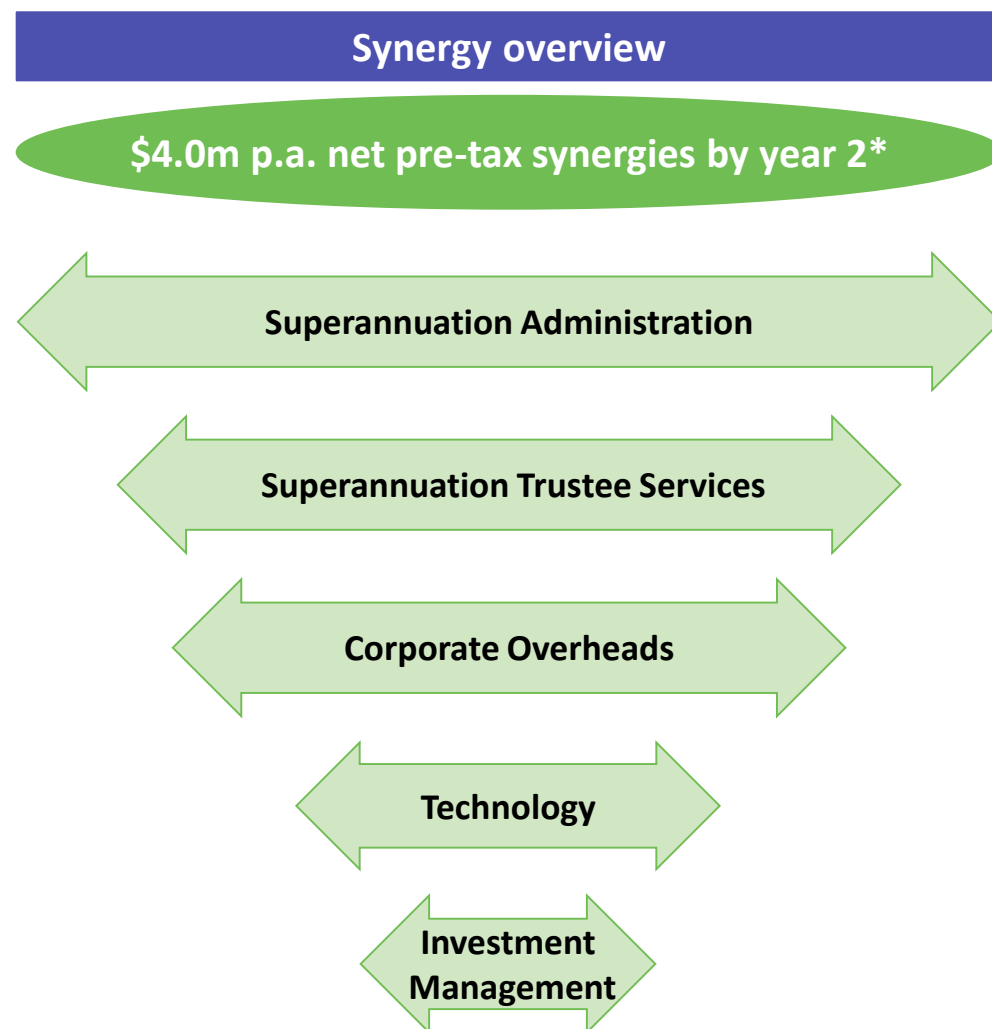 Synergy overview
$4.0m p.a. net pre-tax synergies by year 2*
Superannuation Administration
Superannuation Trustee Services
Corporate Overheads
Technology
Investment
Management